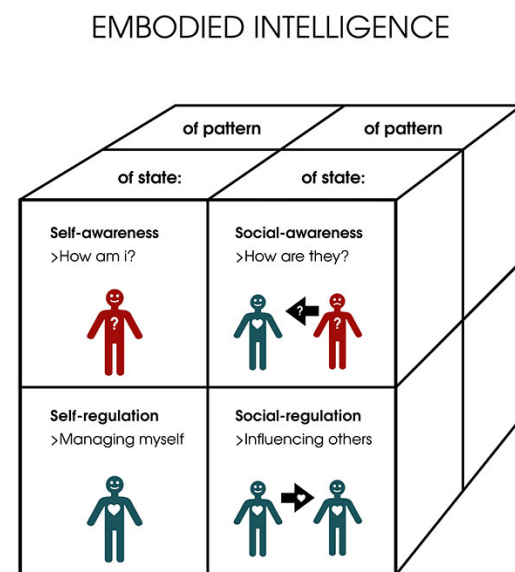 EMBODIED INTELLIGENCE
of pattern
of pattern
of state:
of state:
Self-awareness
>How am i?
?
Social-awareness
>How are they?
?
?
Self-regulation
>Managing myself
Social-regulation
>Influencing others